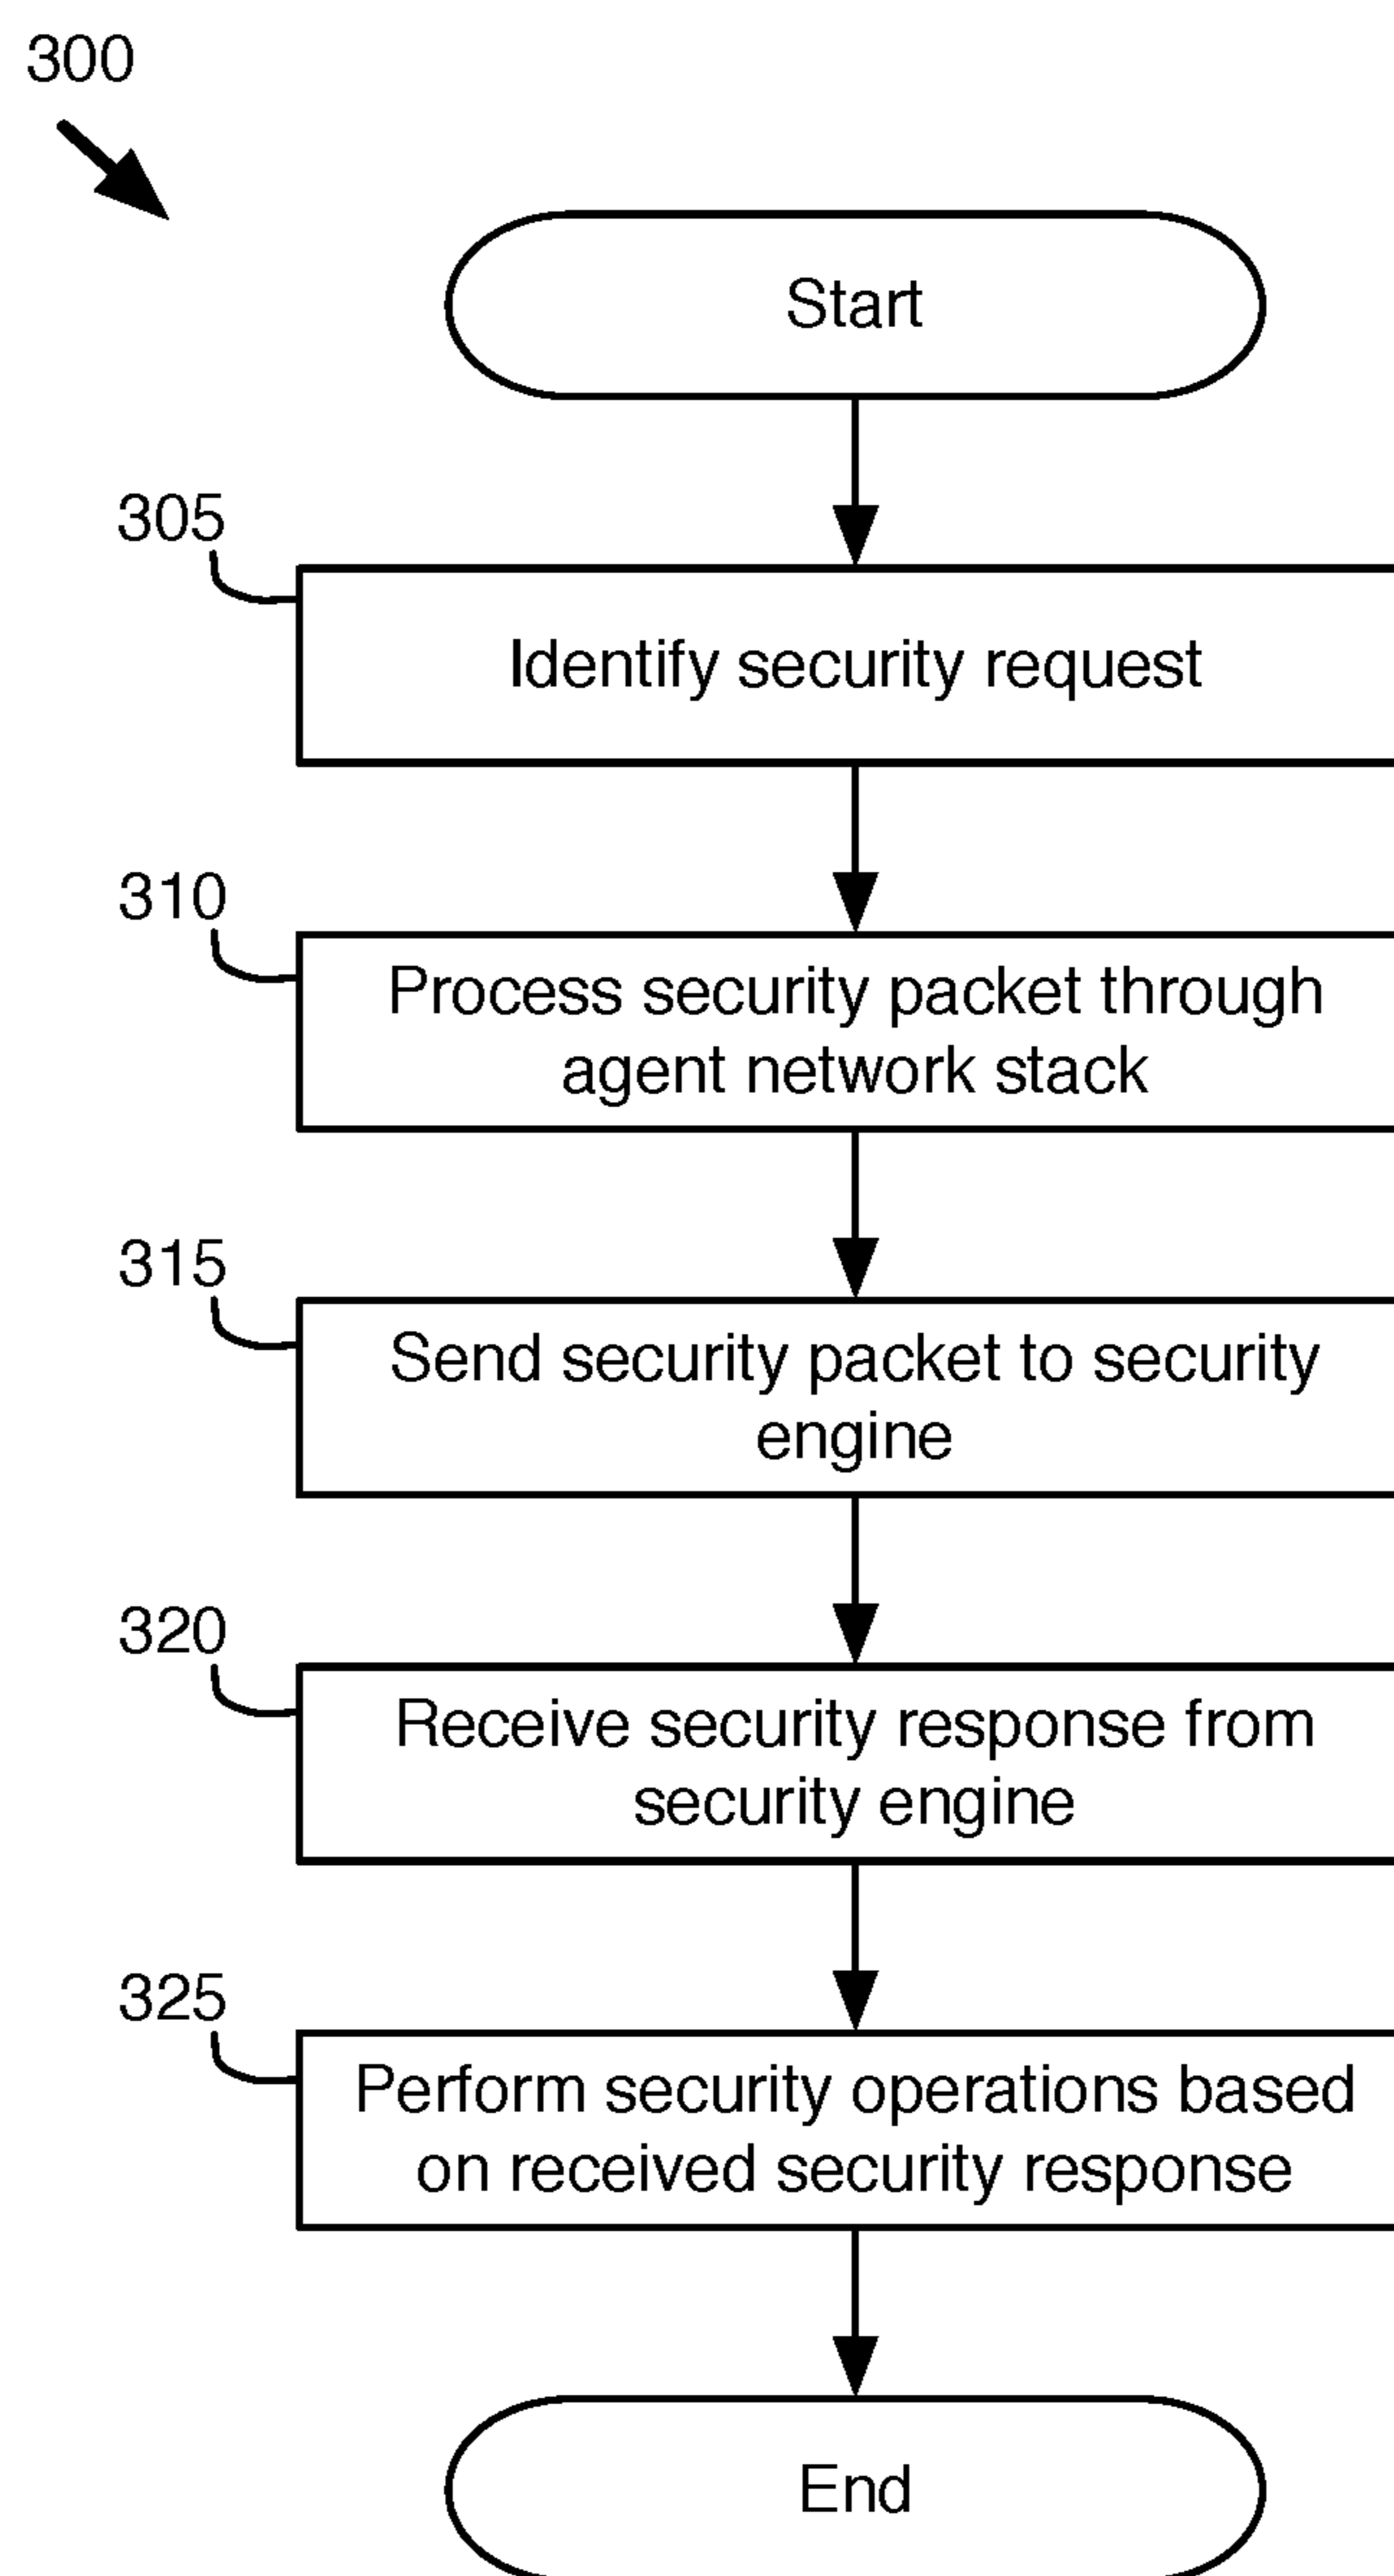 300
Start
305
Identify security request
310
Process security packet through
agent network stack
315
Send security packet to security
engine
320
Receive security response from
security engine
325
Perform security operations based
on received security response
End